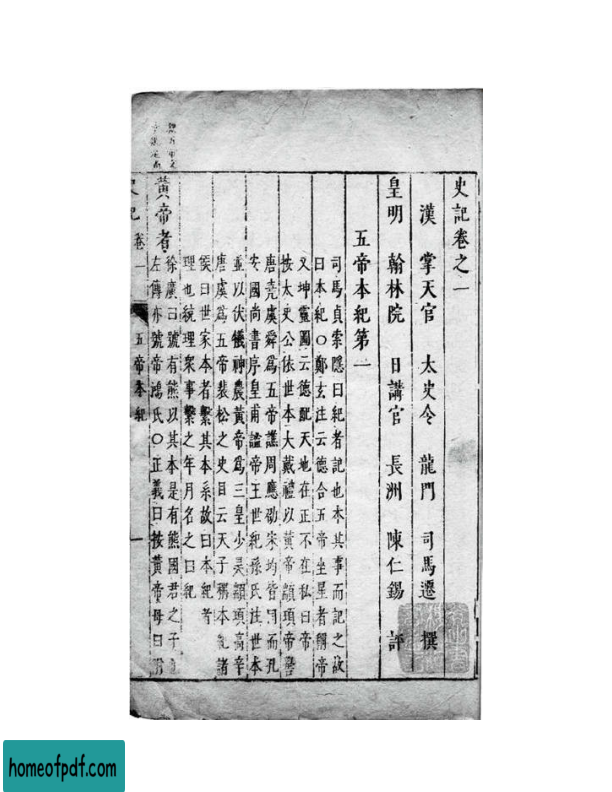 史記卷之一
漢 掌天官 太史令 龍門 司馬遷 撰
皇明 翰林院 日講官 長洲 陳仁錫 評
五帝本紀第一
司馬貞索隱曰紀者記也本其事而記之故
曰本紀○鄭玄注云德合五帝坐星者稱帝
又坤靈圖云德配天地在正不在私曰帝
按太史公依世本大戴禮以黃帝顓頊帝嚳
唐堯虞舜爲五帝譙周應劭宋均皆同而孔
安國尚書序皇甫謐帝王世紀孫氏注世本
並以伏犧神農黃帝爲三皇少昊顓頊高辛
唐虞爲五帝裴松之史目云天子稱本紀諸
侯曰世家本者繫其本系故曰本紀者
理也統理衆事繫之年月名之曰紀
黃帝者
徐廣曰號有熊以其本是有熊國君之子
左傳亦號帝鴻氏○正義曰按黃帝母曰
史記 卷一 五帝本紀 一
homeofpdf.com